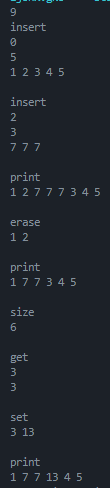 9
insert
0
5
1 2 3 4 5
insert
2
3
7 7 7
print
1 2 7 7 7 3 4 5
erase
1 2
print
1 7 7 3 4 5
size
6
get
3
3
set
3 13
print
1 7 7 13 4 5